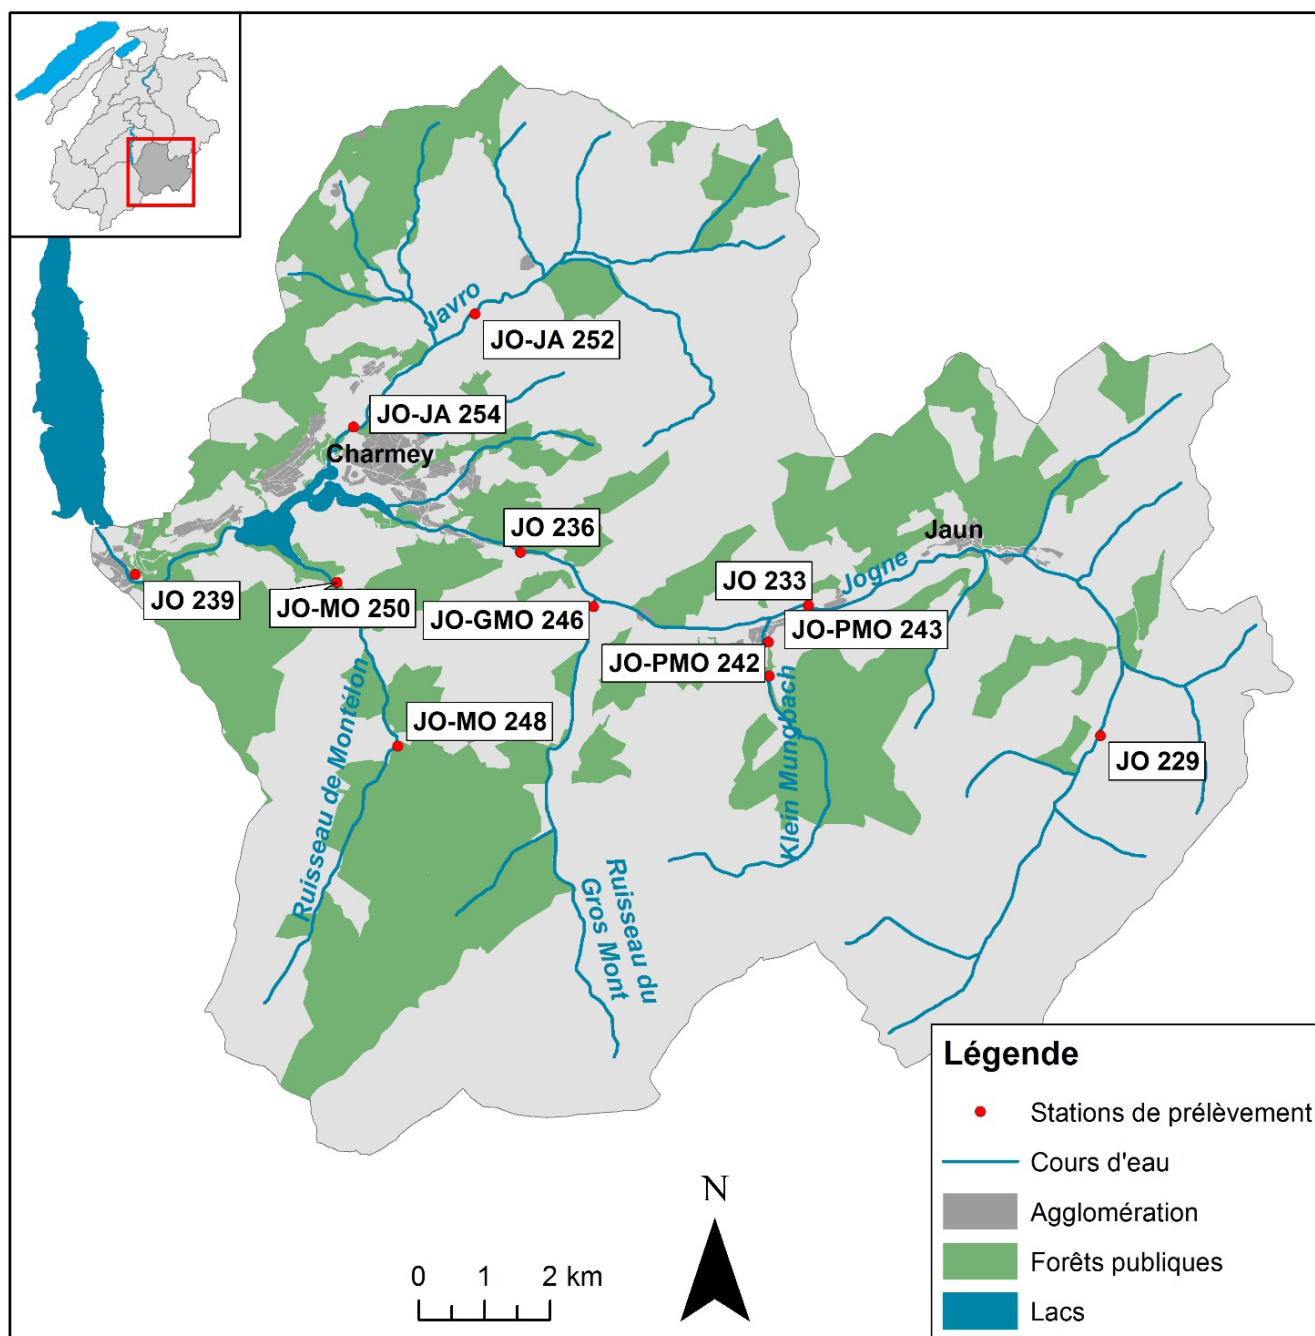 Javro
JO-JA 252
JO-JA 254
Charmey
JO 236
Jaun
JO 233
Jogne
JO 239
JO-MO 250
JO-GMO 246
JO-PMO 243
JO-PMO 242
JO-MO 248
JO 229
Ruisseau de Montélon
Klein Mungbach
Ruisseau du
Gros Mont
Légende
Stations de prélèvement
Cours d'eau
Agglomération
Forêts publiques
Lacs
N
0 1 2 km